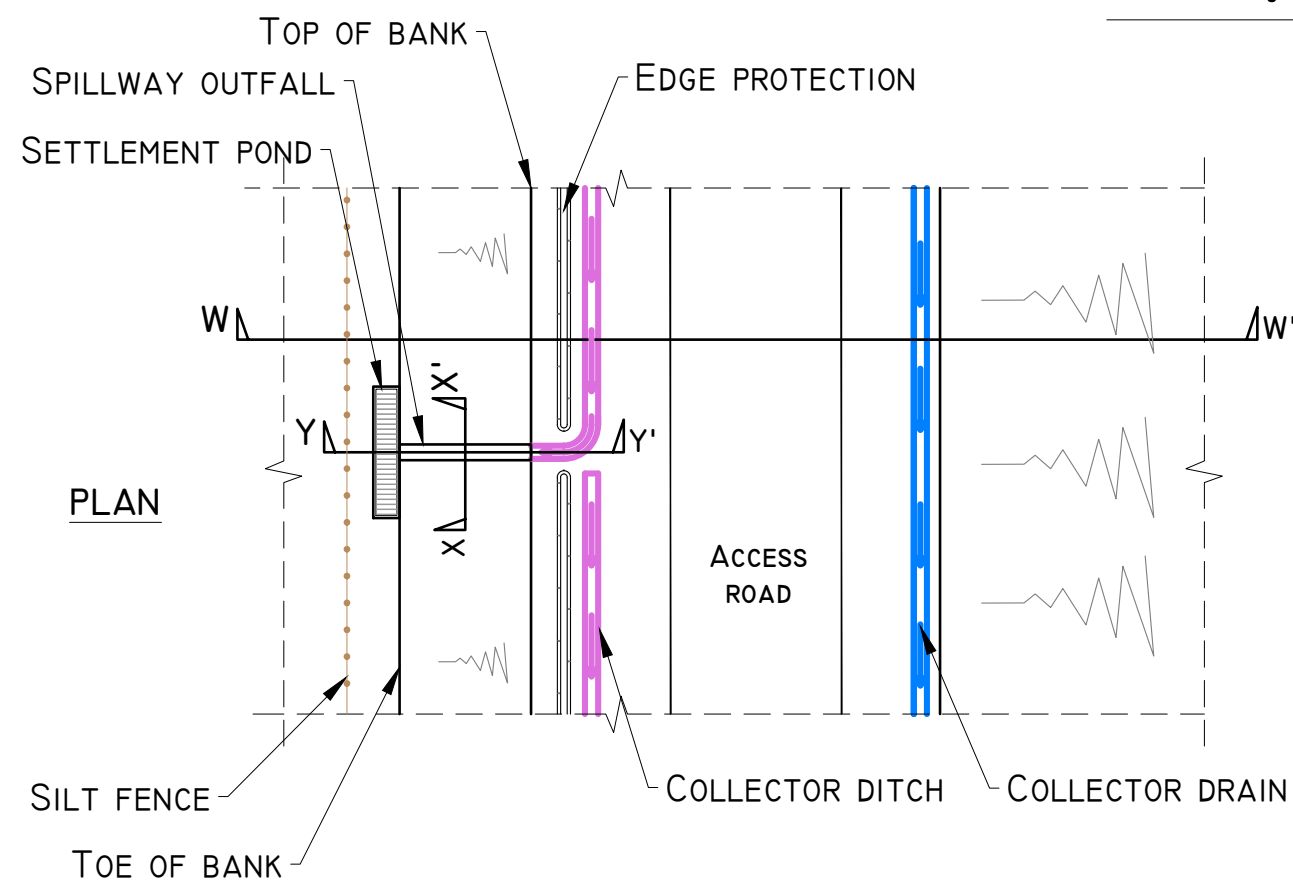 TOP OF BANK
SPILLWAY OUTFALL
EDGE PROTECTION
SETTLEMENT POND
W
W'
X'
Y
Y'
X
PLAN
ACCESS
ROAD
COLLECTOR DITCH
COLLECTOR DRAIN
SILT FENCE
TOE OF BANK